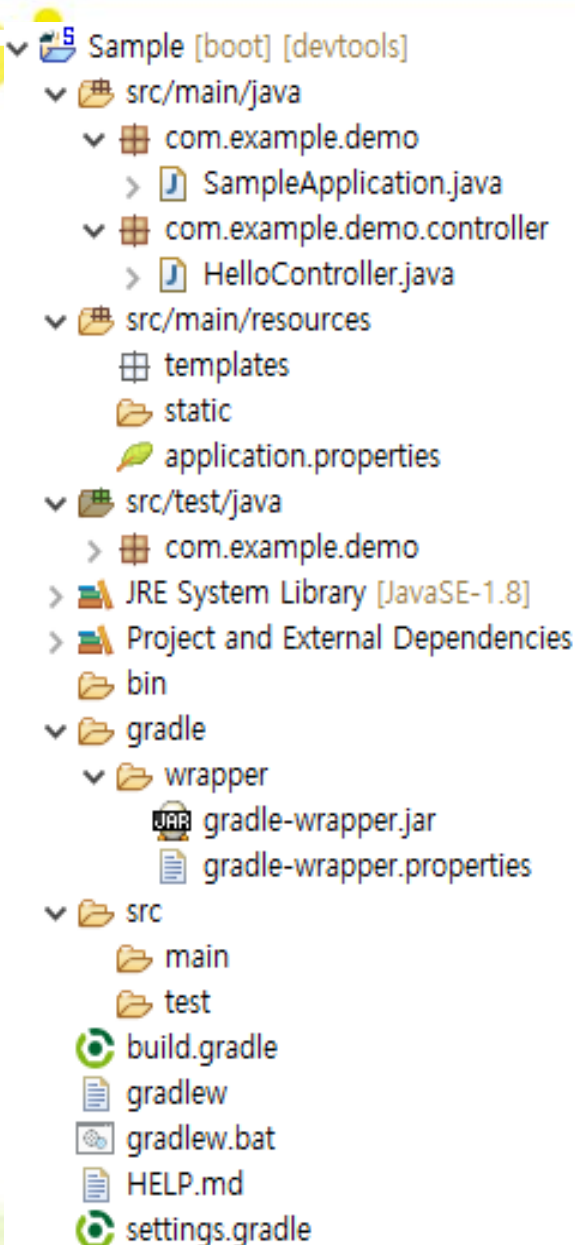 Sample [boot] [devtools]
src/main/java
com.example.demo
SampleApplication.java
com.example.demo.controller
HelloController.java
src/main/resources
templates
static
application.properties
src/test/java
com.example.demo
JRE System Library [JavaSE-1.8]
Project and External Dependencies
bin
gradle
wrapper
gradle-wrapper.jar
gradle-wrapper.properties
src
main
test
build.gradle
gradlew
gradlew.bat
HELP.md
settings.gradle